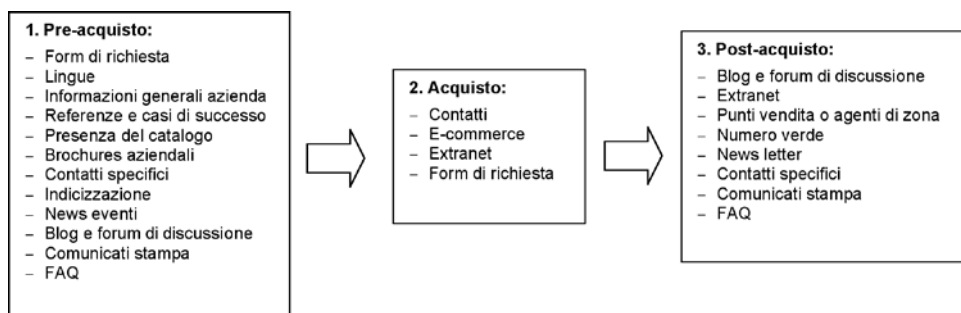 1. Pre-acquisto:
– Form di richiesta
– Lingue
– Informazioni generali azienda
– Referenze e casi di successo
– Presenza del catalogo
– Brochures aziendali
– Contatti specifici
– Indicizzazione
– News eventi
– Blog e forum di discussione
– Comunicati stampa
– FAQ
2. Acquisto:
– Contatti
– E-commerce
– Extranet
– Form di richiesta
3. Post-acquisto:
– Blog e forum di discussione
– Extranet
– Punti vendita o agenti di zona
– Numero verde
– News letter
– Contatti specifici
– Comunicati stampa
– FAQ